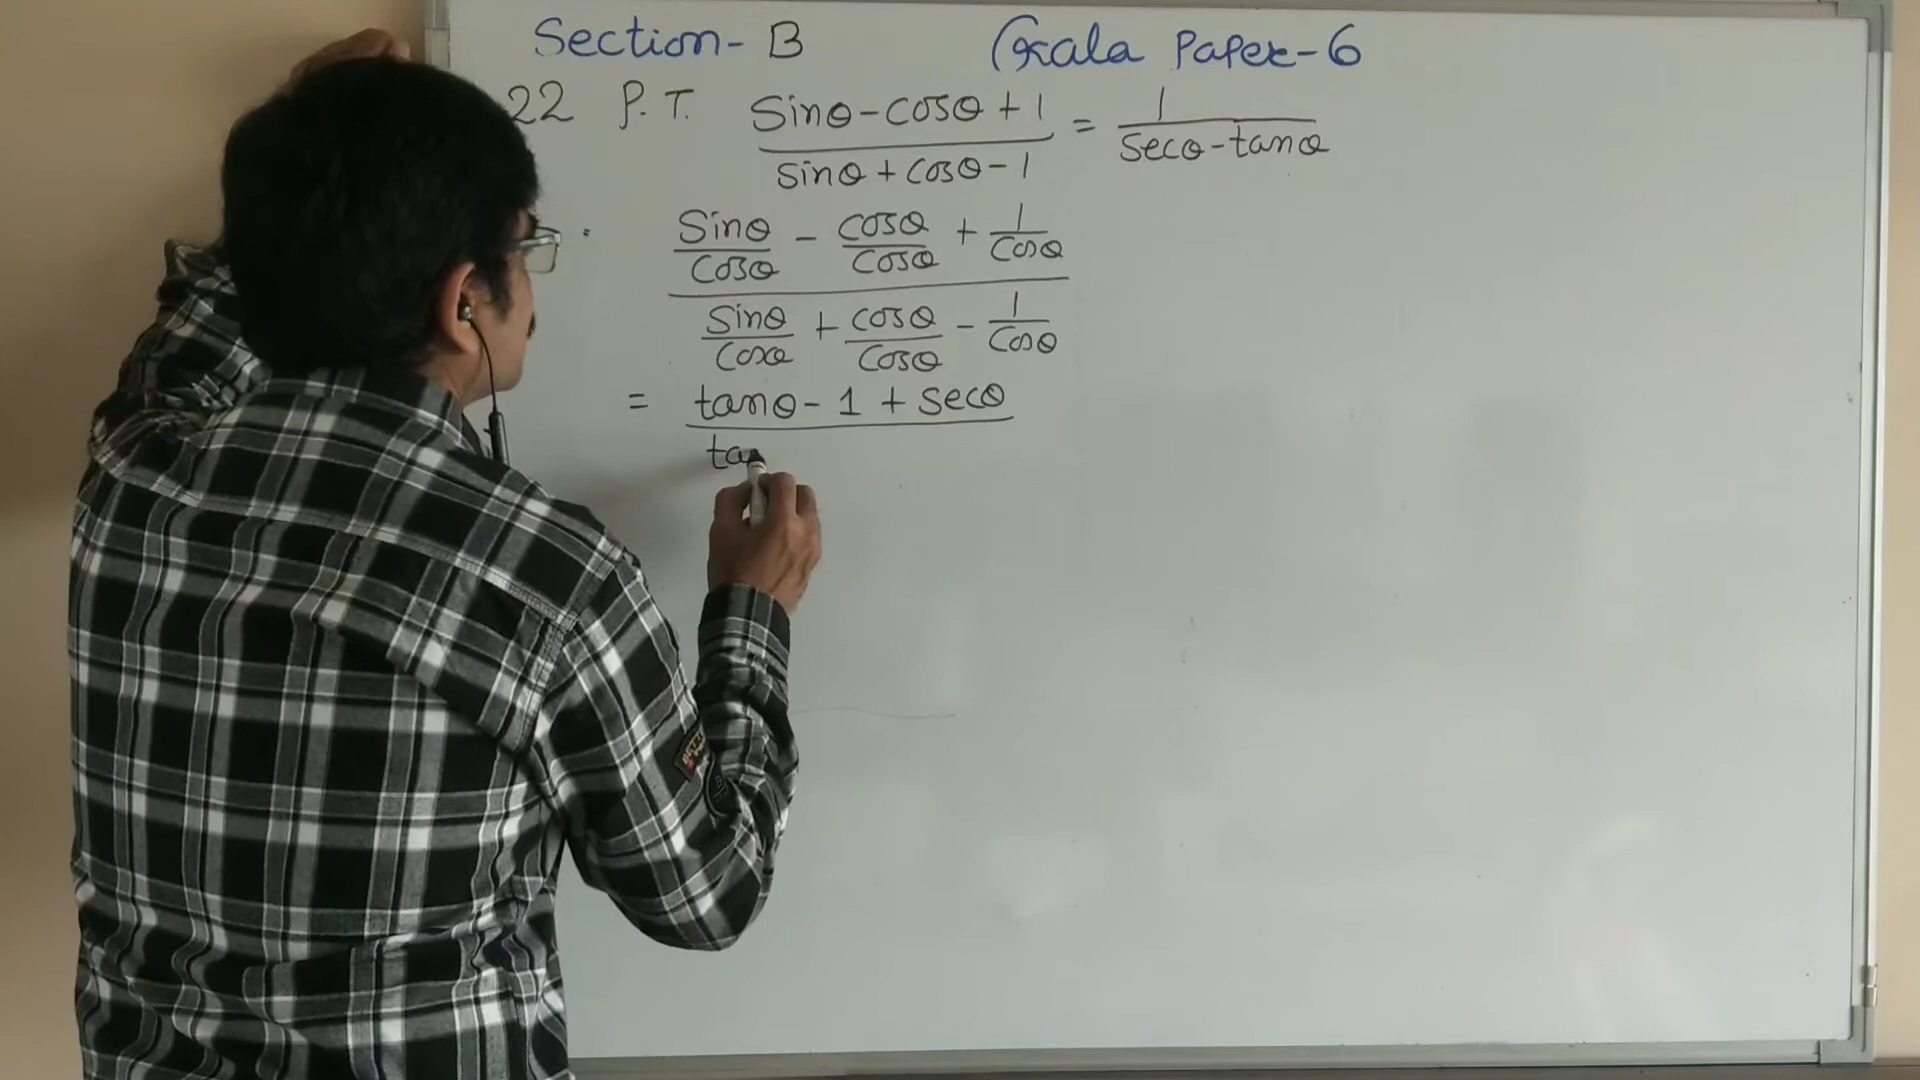 Section-B Gxala Paper-6
22 P.T. Sinθ-cosθ+1 / sinθ+cosθ-1 = 1 / Secθ-tanθ
Sinθ/Cosθ - cosθ/Cosθ + 1/Cosθ
Sinθ/Cosθ + cosθ/Cosθ - 1/Cosθ
= tanθ-1+secθ
ta